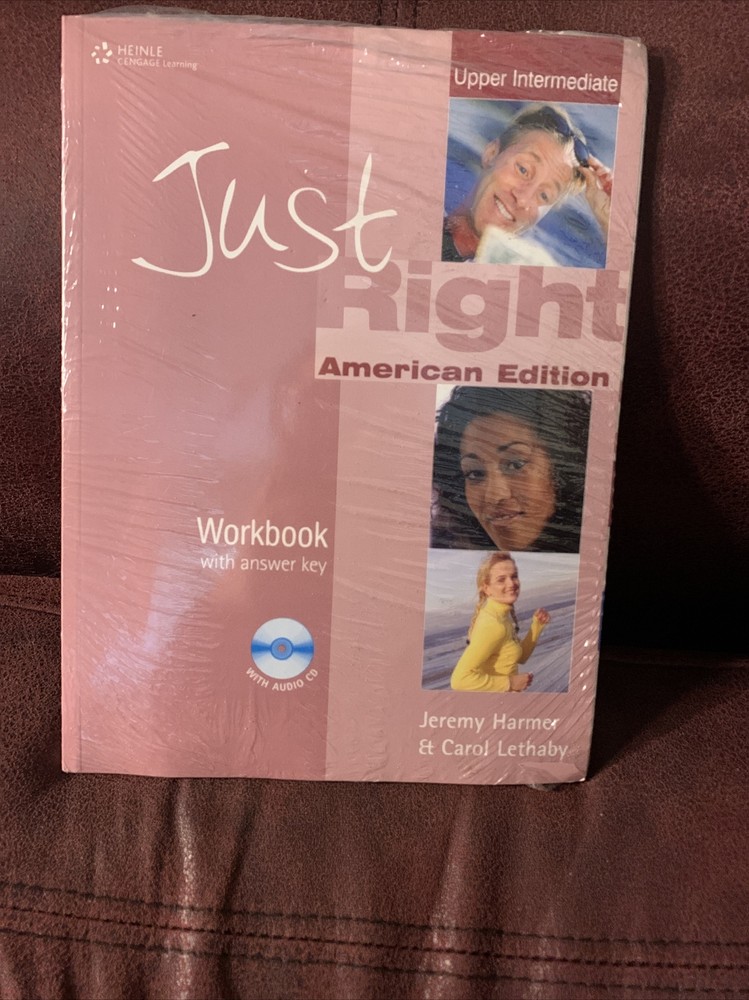 HEINLE
CENGAGE Learning™
Upper Intermediate
Just
Right
American Edition
Workbook
with answer key
WITH AUDIO CD
Jeremy Harmer
& Carol Lethaby